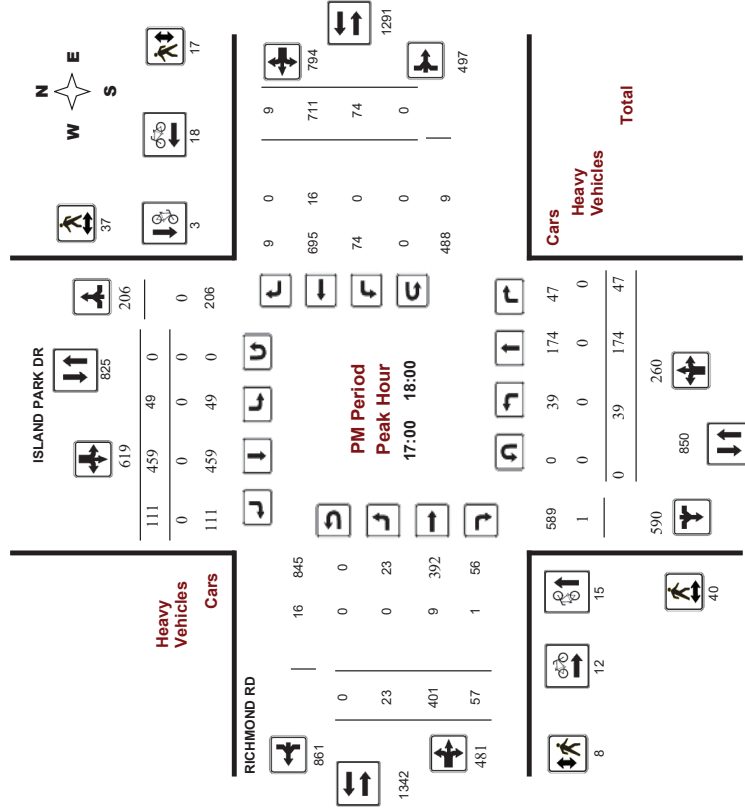 N
W E
S
37
17
3
18
ISLAND PARK DR
825
619
206
111 459 49 0
0 0 0 0 0
111 459 49 0 206
Heavy
Vehicles
Cars
9 0 9
695 16 711
74 0 74
0 0 0
488 9
794
1291
497
PM Period
Peak Hour
17:00 18:00
RICHMOND RD
16 845
0 0 0
23 0 23
401 9 392
57 1 56
861
1342
481
589 0 39 174 47
1 0 0 0 0
0 39 174 47
Cars
Heavy
Vehicles
Total
590
850
260
8
12
15
40